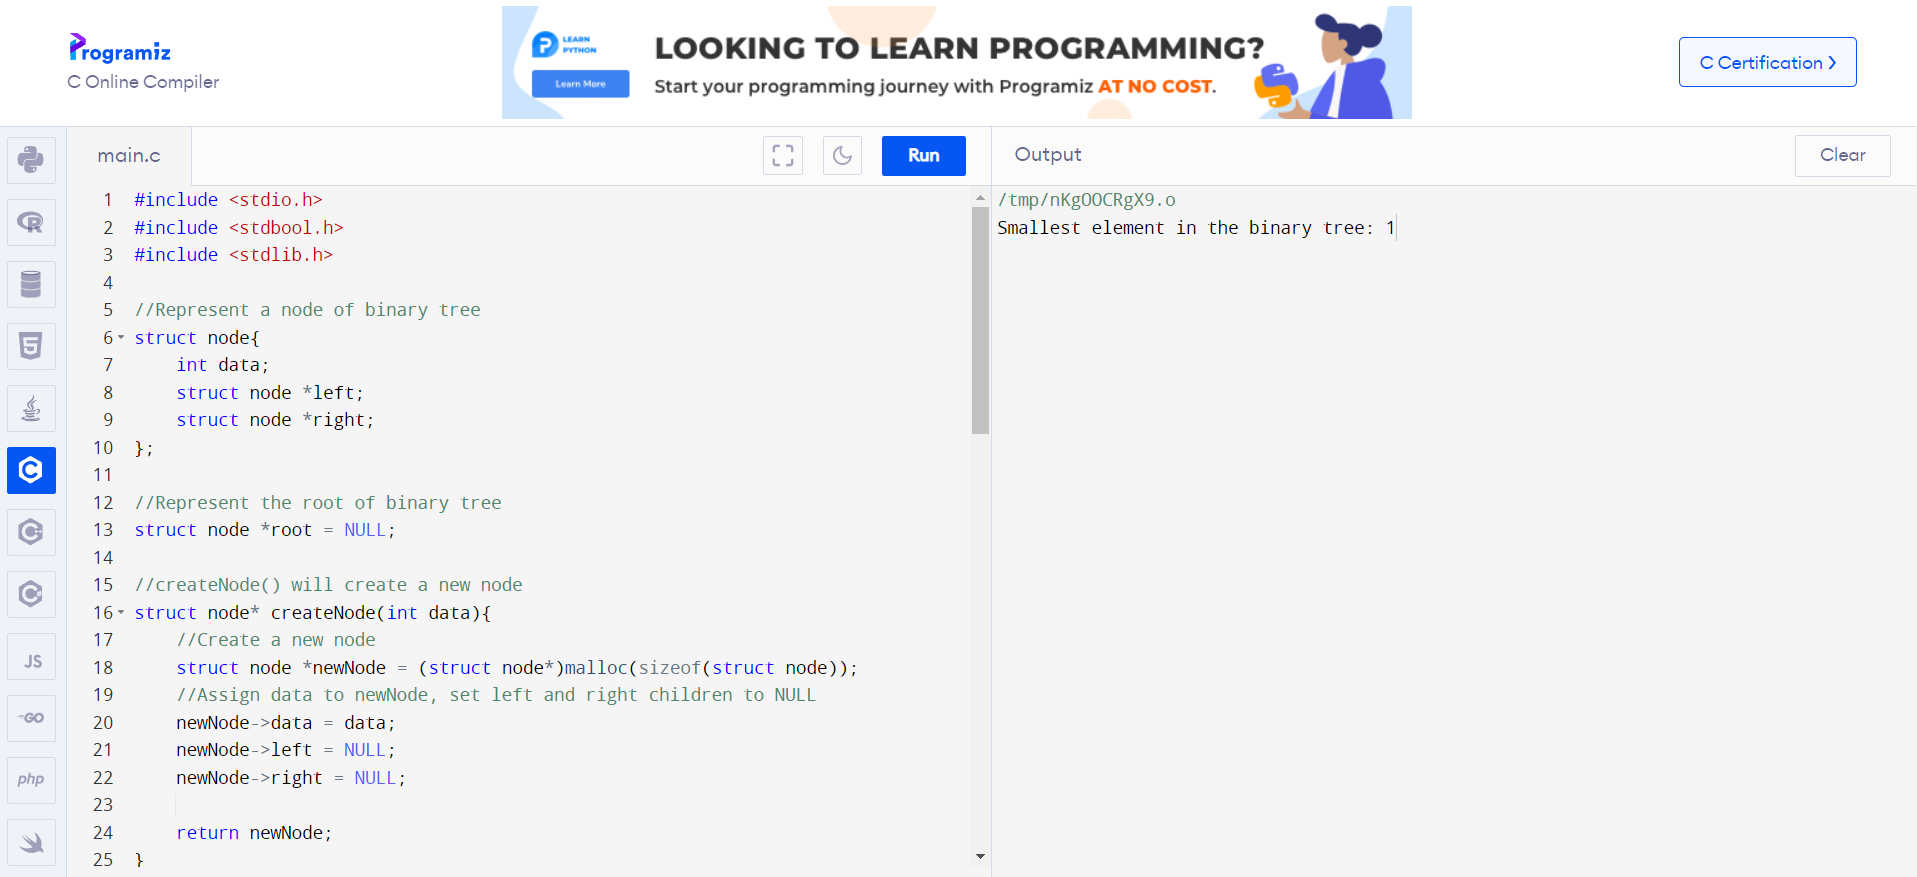 Programiz
C Online Compiler
LEARN
PYTHON
Learn More
LOOKING TO LEARN PROGRAMMING?
Start your programming journey with Programiz AT NO COST.
C Certification
main.c
Run
Output
Clear
1 #include <stdio.h>
2 #include <stdbool.h>
3 #include <stdlib.h>
4
5 //Represent a node of binary tree
6 struct node{
7     int data;
8     struct node *left;
9     struct node *right;
10 };
11
12 //Represent the root of binary tree
13 struct node *root = NULL;
14
15 //createNode() will create a new node
16 struct node* createNode(int data){
17     //Create a new node
18     struct node *newNode = (struct node*)malloc(sizeof(struct node));
19     //Assign data to newNode, set left and right children to NULL
20     newNode->data = data;
21     newNode->left = NULL;
22     newNode->right = NULL;
23
24     return newNode;
25 }
/tmp/nKgOOCRgX9.o
Smallest element in the binary tree: 1
R
5
C
C
C
JS
GO
php